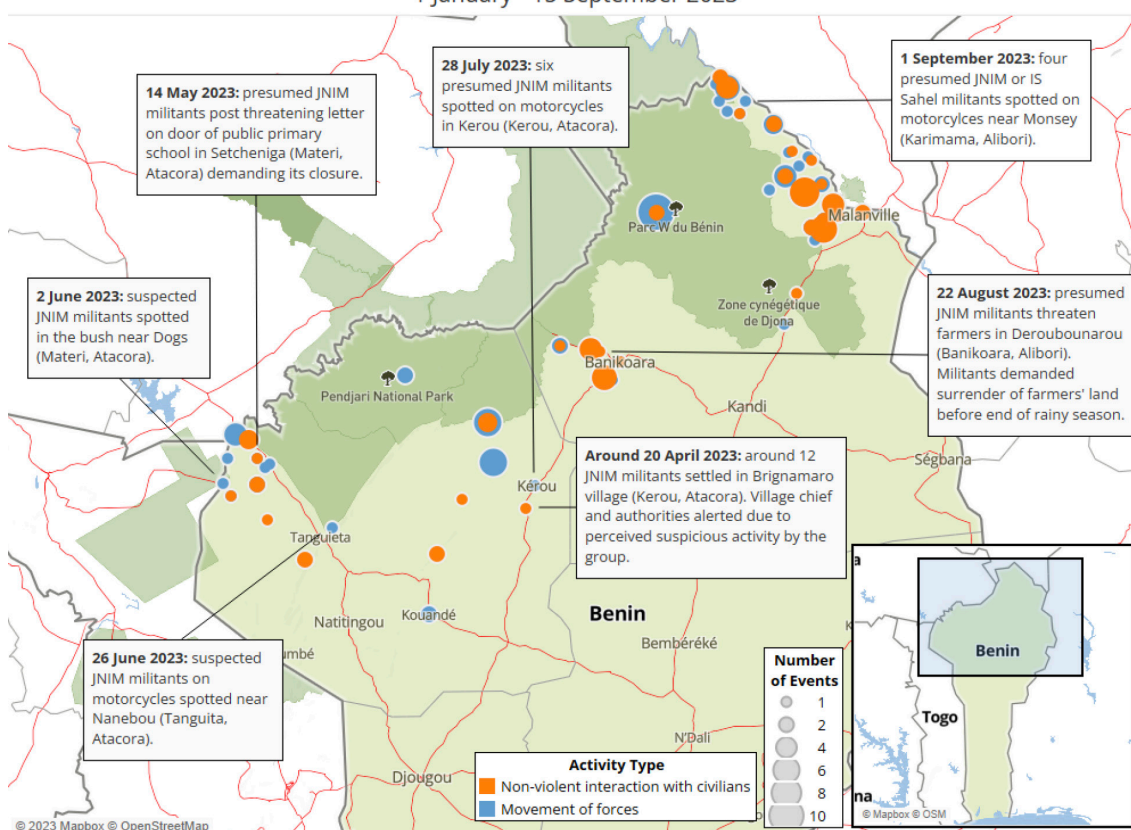 1 January - 15 September 2023
28 July 2023: six
presumed JNIM militants
spotted on motorcycles
in Kerou (Kerou, Atacora).
1 September 2023: four
presumed JNIM or IS
Sahel militants spotted on
motorcylces near Monsey
(Karimama, Alibori).
14 May 2023: presumed JNIM
militants post threatening letter
on door of public primary
school in Setcheniga (Materi,
Atacora) demanding its closure.
Parc W du Bénin
Malanville
2 June 2023: suspected
JNIM militants spotted
in the bush near Dogs
(Materi, Atacora).
Zone cynégétique
de Djona
22 August 2023: presumed
JNIM militants threaten
farmers in Deroubounarou
(Banikoara, Alibori).
Militants demanded
surrender of farmers' land
before end of rainy season.
Banikoara
Pendjari National Park
Kandi
Ségbana
Around 20 April 2023: around 12
JNIM militants settled in Brignamaro
village (Kerou, Atacora). Village chief
and authorities alerted due to
perceived suspicious activity by the
group.
Kérou
Tanguieta
Natitingou
Kouandé
Benin
Bembéréké
26 June 2023: suspected
JNIM militants on
motorcycles spotted near
Nanebou (Tanguita,
Atacora).
umbé
N'Dali
Djougou
Activity Type
Non-violent interaction with civilians
Movement of forces
Number
of Events
1
2
4
6
8
10
Benin
Togo
na
© Mapbox © OSM
© 2023 Mapbox © OpenStreetMap